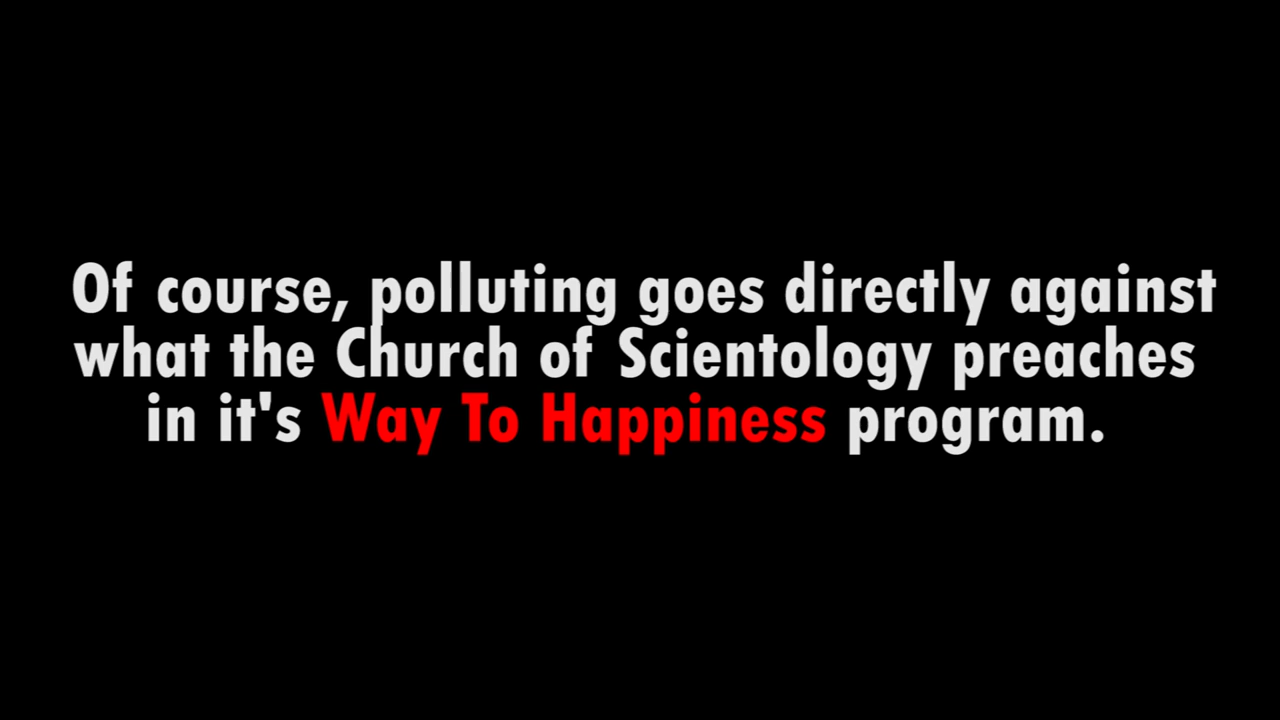 Of course, polluting goes directly against
what the Church of Scientology preaches
in it's Way To Happiness program.